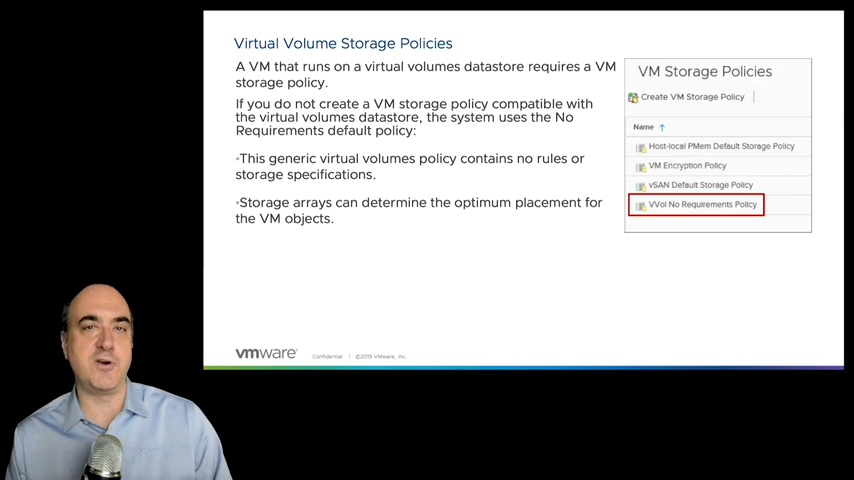 Virtual Volume Storage Policies
A VM that runs on a virtual volumes datastore requires a VM
storage policy.
If you do not create a VM storage policy compatible with
the virtual volumes datastore, the system uses the No
Requirements default policy:
•This generic virtual volumes policy contains no rules or
storage specifications.
•Storage arrays can determine the optimum placement for
the VM objects.
VM Storage Policies
Create VM Storage Policy
Name ↑
Host-local PMem Default Storage Policy
VM Encryption Policy
vSAN Default Storage Policy
VVol No Requirements Policy
vmware®
Confidential | ©2019 VMware, Inc.